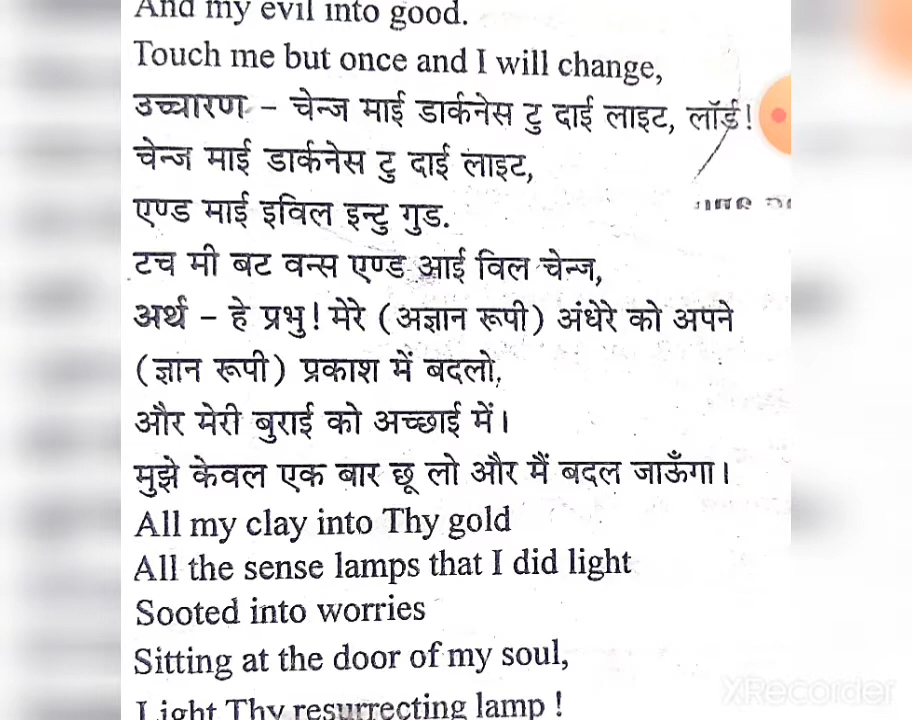 And my evil into good.
Touch me but once and I will change,
उच्चारण - चेन्ज माई डार्कनेस टु दाई लाइट, लॉर्ड!
चेन्ज माई डार्कनेस टु दाई लाइट,
एण्ड माई इविल इन्टु गुड.
टच मी बट वन्स एण्ड आई विल चेन्ज,
अर्थ - हे प्रभु! मेरे (अज्ञान रूपी) अंधेरे को अपने
(ज्ञान रूपी) प्रकाश में बदलो,
और मेरी बुराई को अच्छाई में।
मुझे केवल एक बार छू लो और मैं बदल जाऊँगा।
All my clay into Thy gold
All the sense lamps that I did light
Sooted into worries
Sitting at the door of my soul,
Light Thy resurrecting lamp !
XRecorder